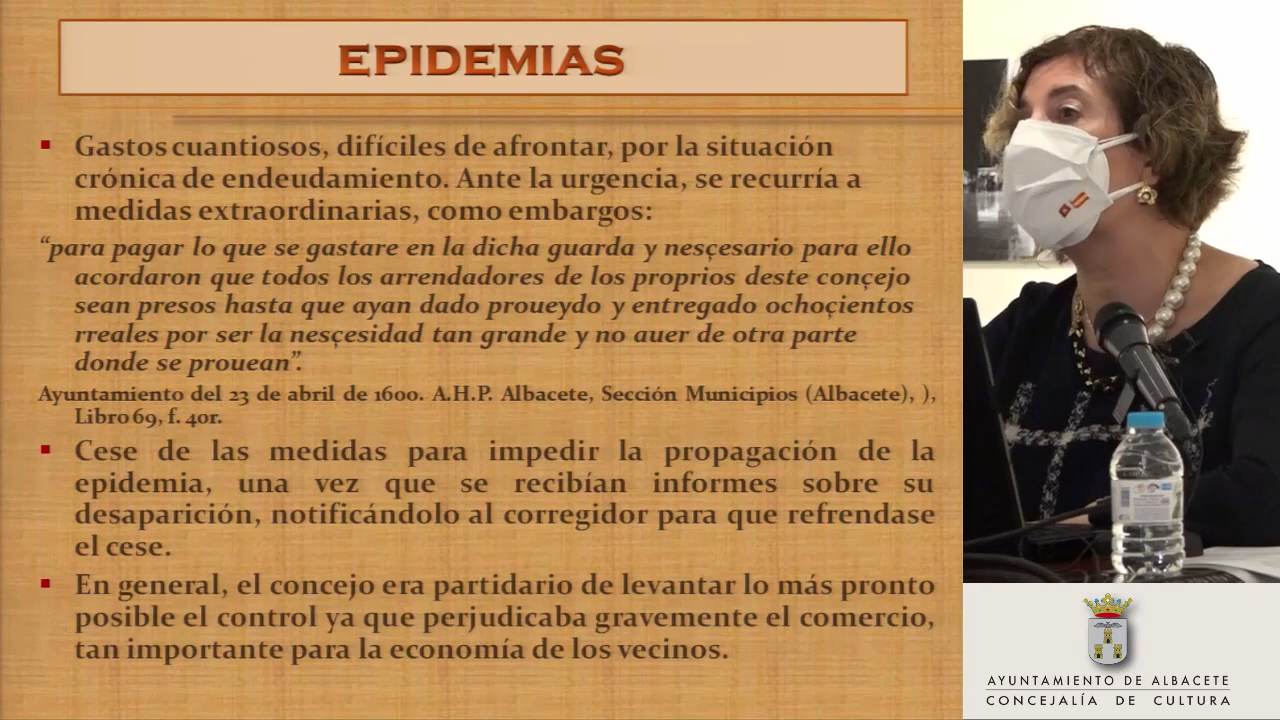 EPIDEMIAS
Gastos cuantiosos, difíciles de afrontar, por la situación
crónica de endeudamiento. Ante la urgencia, se recurría a
medidas extraordinarias, como embargos:
“para pagar lo que se gastare en la dicha guarda y nesçesario para ello
acordaron que todos los arrendadores de los proprios deste conçejo
sean presos hasta que ayan dado proueydo y entregado ochoçientos
rreales por ser la nesçesidad tan grande y no auer de otra parte
donde se prouean”.
Ayuntamiento del 23 de abril de 1600. A.H.P. Albacete, Sección Municipios (Albacete), ),
Libro 69, f. 40r.
Cese de las medidas para impedir la propagación de la
epidemia, una vez que se recibían informes sobre su
desaparición, notificándolo al corregidor para que refrendase
el cese.
En general, el concejo era partidario de levantar lo más pronto
posible el control ya que perjudicaba gravemente el comercio,
tan importante para la economía de los vecinos.
AYUNTAMIENTO DE ALBACETE
CONCEJALÍA DE CULTURA